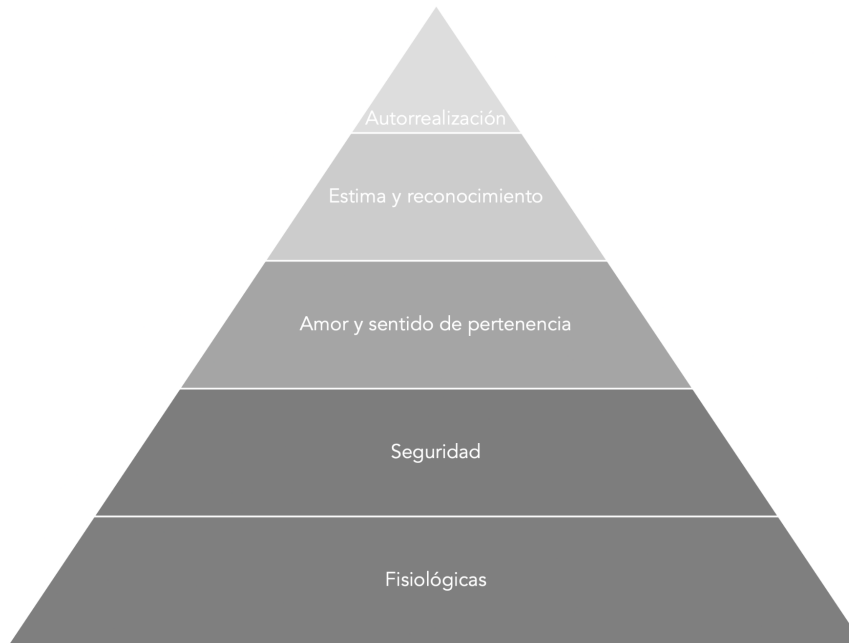 Autorrealización
Estima y reconocimiento
Amor y sentido de pertenencia
Seguridad
Fisiológicas